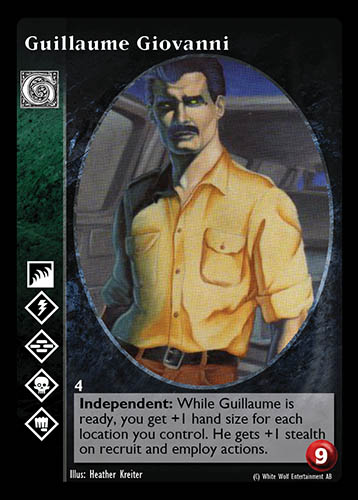 Guillaume Giovanni
4
Independent: While Guillaume is
ready, you get +1 hand size for each
location you control. He gets +1 stealth
on recruit and employ actions.
9
Illus: Heather Kreiter
(C) White Wolf Entertainment AB